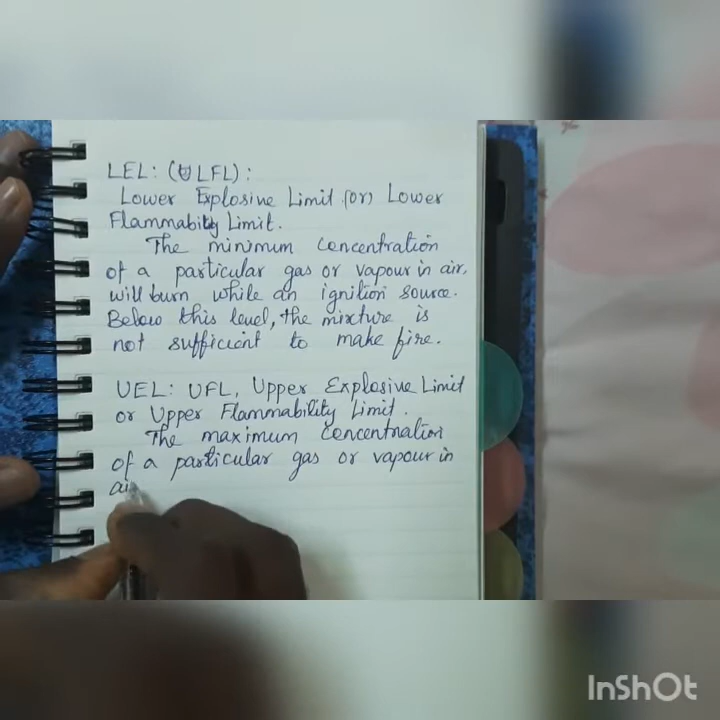 LEL: (LFL):
Lower Explosive Limit (or) Lower
Flammability Limit.
The minimum concentration
of a particular gas or vapour in air,
will burn while an ignition source.
Below this level, the mixture is
not sufficient to make fire.
UEL: UFL, Upper Explosive Limit
or Upper Flammability Limit.
The maximum concentration
of a particular gas or vapour in
ai
InShOt